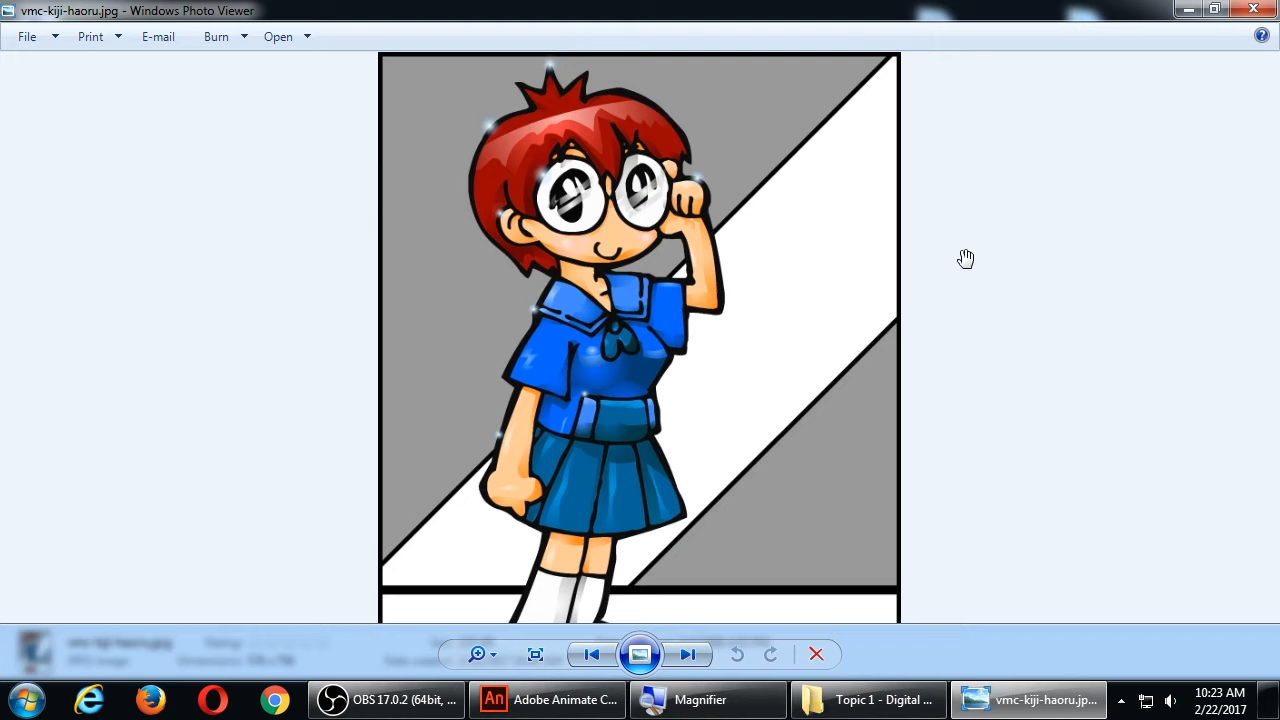 vmc-kiji-haoru.jpg - Windows Photo Viewer
File Print E-mail Burn Open
OBS 17.0.2 (64bit, ...
Adobe Animate C...
Magnifier
Topic 1 - Digital ...
vmc-kiji-haoru.jp...
10:23 AM
2/22/2017